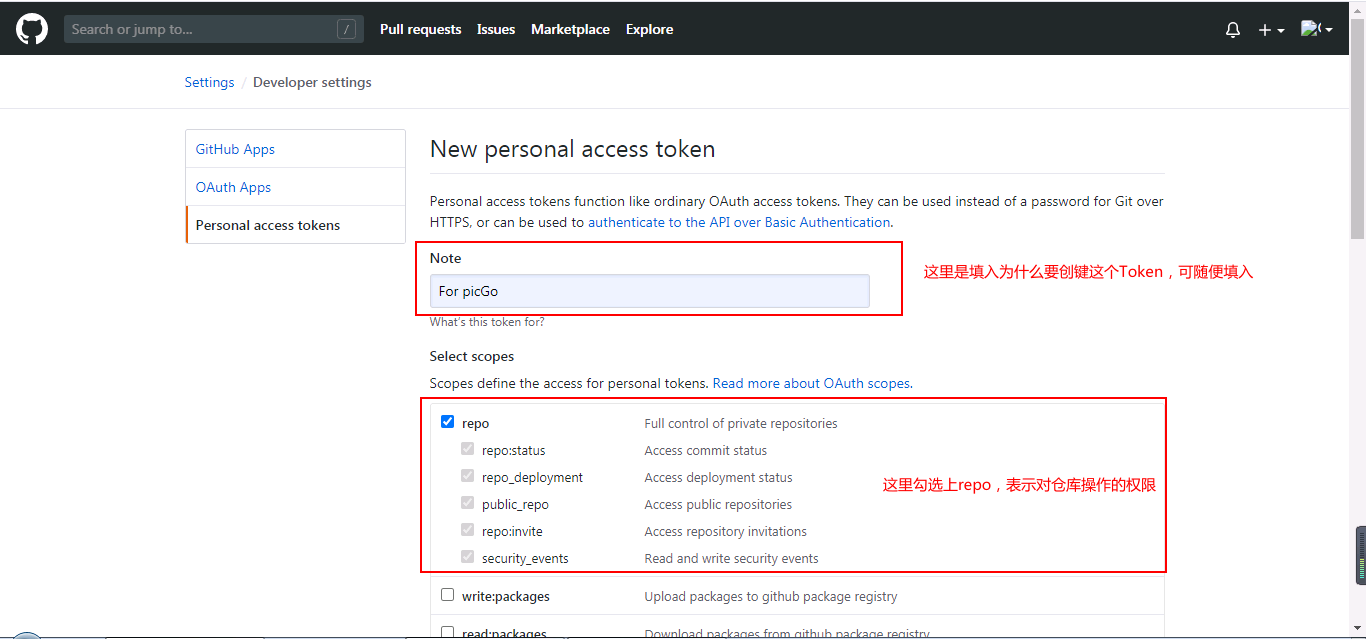 Search or jump to... /
Pull requests
Issues
Marketplace
Explore
Settings / Developer settings
GitHub Apps
OAuth Apps
Personal access tokens
New personal access token
Personal access tokens function like ordinary OAuth access tokens. They can be used instead of a password for Git over
HTTPS, or can be used to authenticate to the API over Basic Authentication.
Note
For picGo
这里是填入为什么要创键这个Token，可随便填入
What's this token for?
Select scopes
Scopes define the access for personal tokens. Read more about OAuth scopes.
repo Full control of private repositories
repo:status Access commit status
repo_deployment Access deployment status
这里勾选上repo，表示对仓库操作的权限
public_repo Access public repositories
repo:invite Access repository invitations
security_events Read and write security events
write:packages Upload packages to github package registry
read:packages Download packages from github package registry